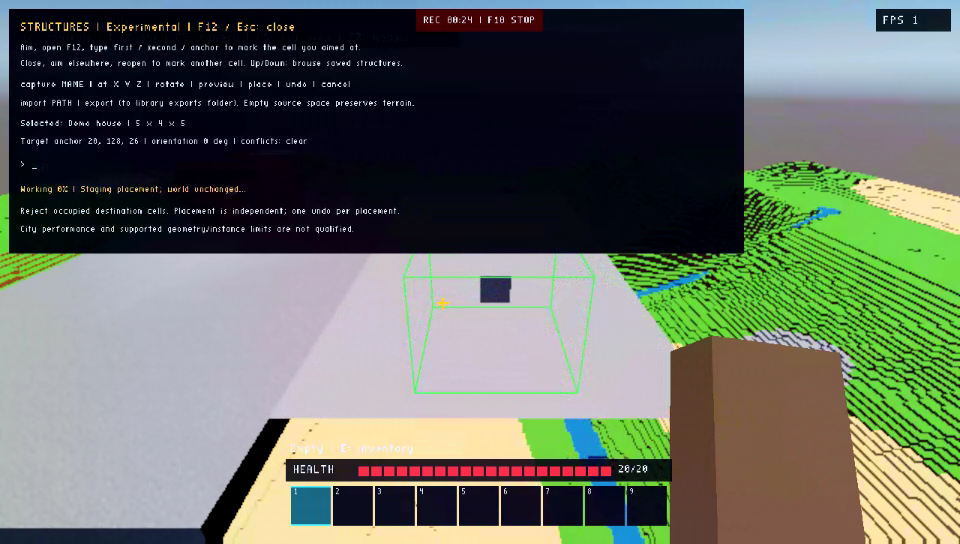 STRUCTURES | Experimental | F12 / Esc: close
REC 00:24 | F10 STOP
FPS 1
Aim, open F12, type first / second / anchor to mark the cell you aimed at.
Close, aim elsewhere, reopen to mark another cell. Up/Down: browse saved structures.
capture NAME | at X Y Z | rotate | preview | place | undo | cancel
import PATH | export (to library exports folder). Empty source space preserves terrain.
Selected: Demo house | 5 x 4 x 5
Target anchor 20, 128, 26 | orientation 0 deg | conflicts: clear
> _
Working 0% | Staging placement; world unchanged...
Reject occupied destination cells. Placement is independent; one undo per placement.
City performance and supported geometry/instance limits are not qualified.
Empty - E: inventory
HEALTH 20/20
1 2 3 4 5 6 7 8 9